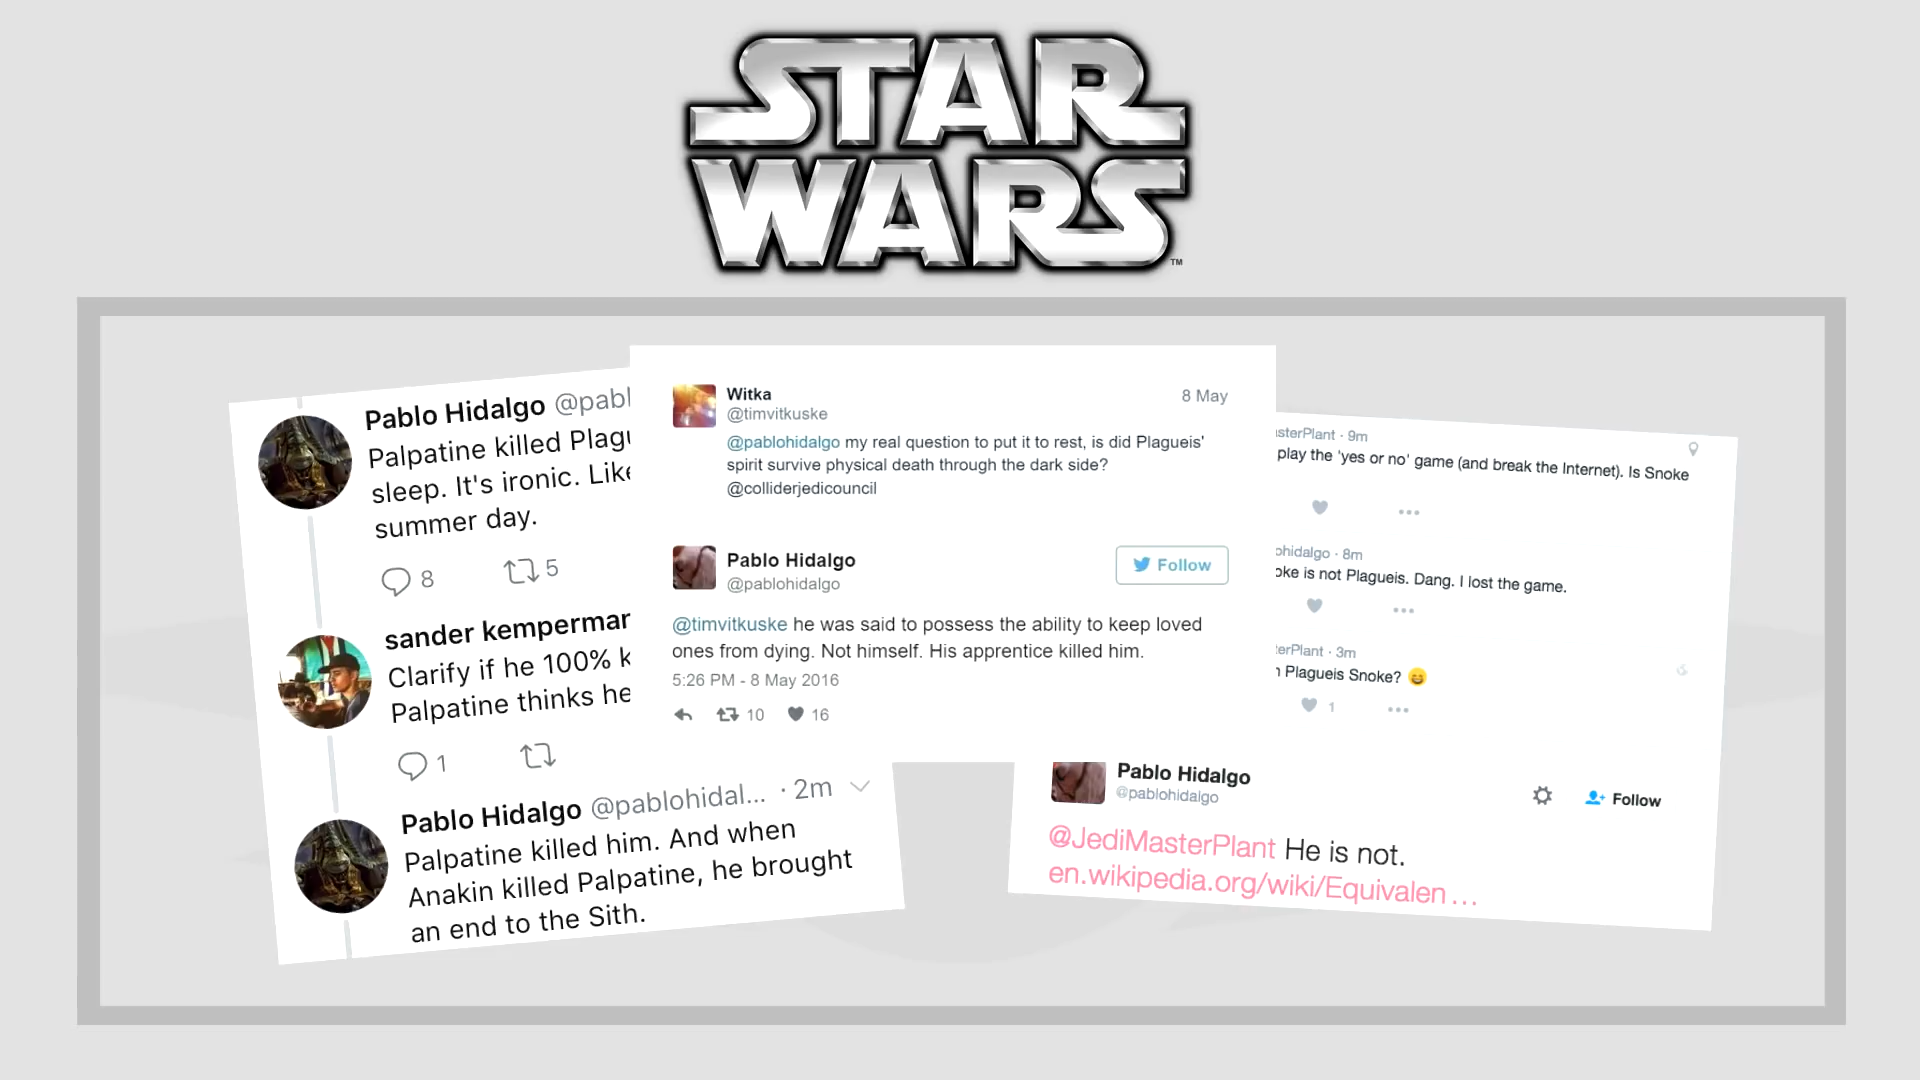 STAR
WARS
TM
Pablo Hidalgo @pabl
Palpatine killed Plagu
sleep. It's ironic. Like
summer day.
8 5
sander kemperman
Clarify if he 100% k
Palpatine thinks he
1
Pablo Hidalgo @pablohidal... · 2m
Palpatine killed him. And when
Anakin killed Palpatine, he brought
an end to the Sith.
Witka 8 May
@timvitkuske
@pablohidalgo my real question to put it to rest, is did Plagueis'
spirit survive physical death through the dark side?
@colliderjedicouncil
Pablo Hidalgo Follow
@pablohidalgo
@timvitkuske he was said to possess the ability to keep loved
ones from dying. Not himself. His apprentice killed him.
5:26 PM - 8 May 2016
10 16
sterPlant · 9m
play the 'yes or no' game (and break the Internet). Is Snoke
ohidalgo · 8m
oke is not Plagueis. Dang. I lost the game.
terPlant · 3m
Plagueis Snoke? 😄
1
Pablo Hidalgo Follow
@pablohidalgo
@JediMasterPlant He is not.
en.wikipedia.org/wiki/Equivalen...